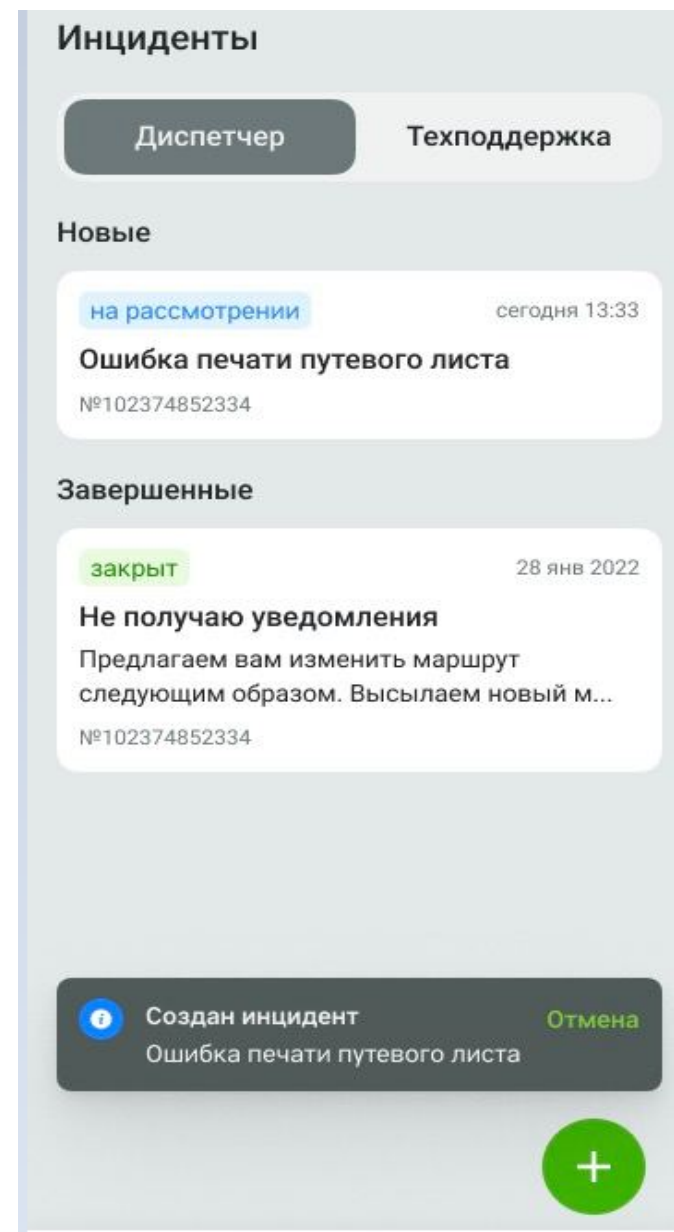 Инциденты
Диспетчер
Техподдержка
Новые
на рассмотрении
сегодня 13:33
Ошибка печати путевого листа
№102374852334
Завершенные
закрыт
28 янв 2022
Не получаю уведомления
Предлагаем вам изменить маршрут
следующим образом. Высылаем новый м...
№102374852334
Создан инцидент
Отмена
Ошибка печати путевого листа